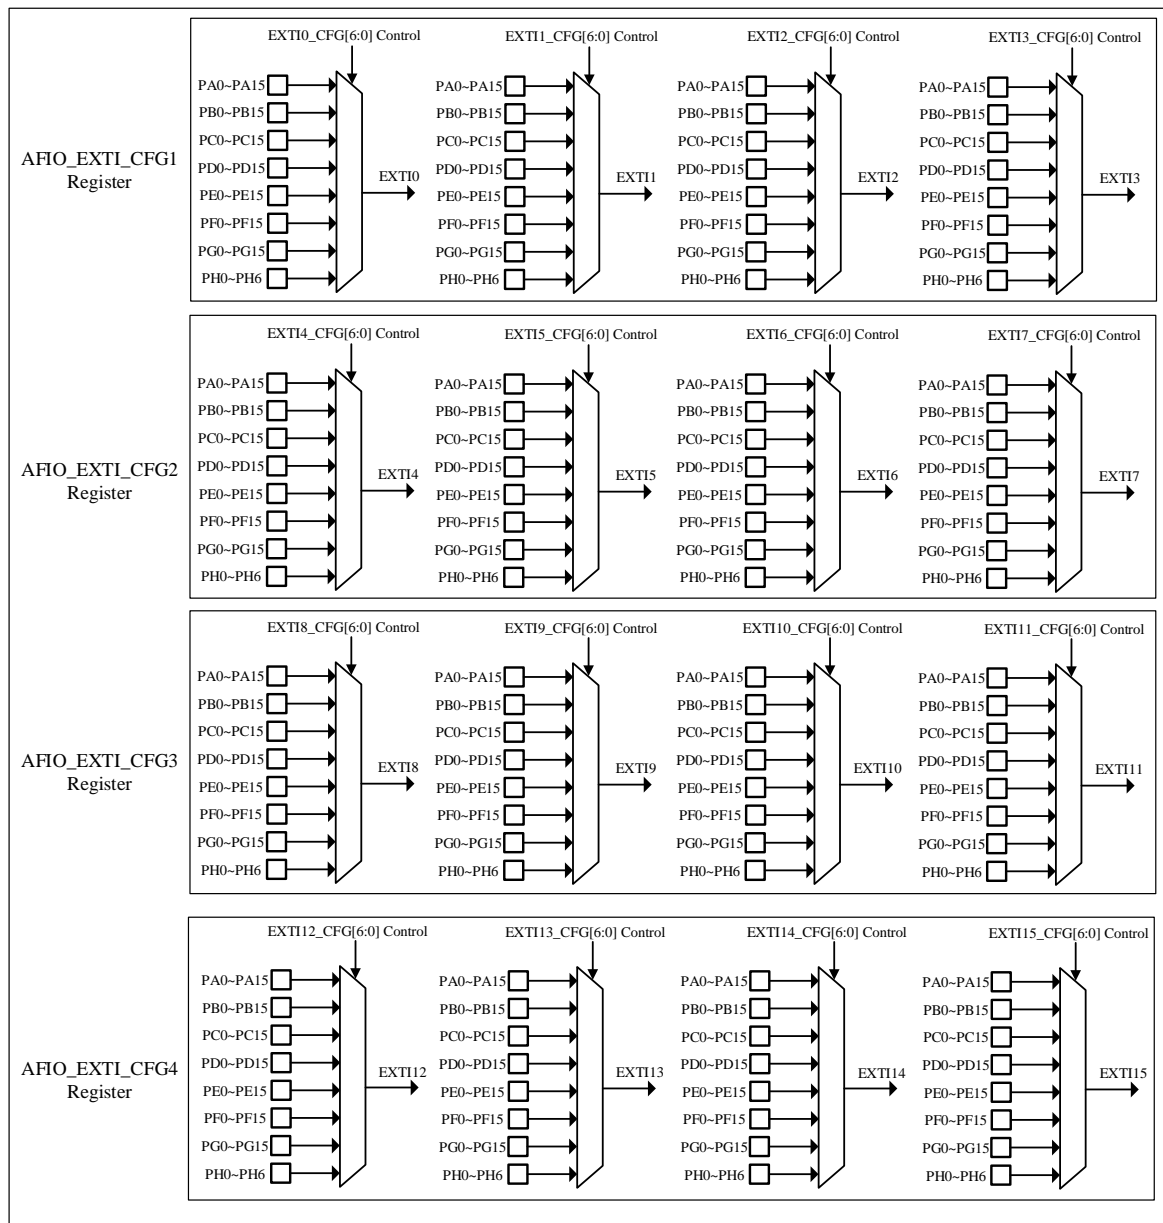 EXTI0_CFG[6:0] Control
EXTI1_CFG[6:0] Control
EXTI2_CFG[6:0] Control
EXTI3_CFG[6:0] Control
AFIO_EXTI_CFG1
Register
PA0~PA15
PB0~PB15
PC0~PC15
PD0~PD15
PE0~PE15
PF0~PF15
PG0~PG15
PH0~PH6
EXTI0
PA0~PA15
PB0~PB15
PC0~PC15
PD0~PD15
PE0~PE15
PF0~PF15
PG0~PG15
PH0~PH6
EXTI1
PA0~PA15
PB0~PB15
PC0~PC15
PD0~PD15
PE0~PE15
PF0~PF15
PG0~PG15
PH0~PH6
EXTI2
PA0~PA15
PB0~PB15
PC0~PC15
PD0~PD15
PE0~PE15
PF0~PF15
PG0~PG15
PH0~PH6
EXTI3
EXTI4_CFG[6:0] Control
EXTI5_CFG[6:0] Control
EXTI6_CFG[6:0] Control
EXTI7_CFG[6:0] Control
AFIO_EXTI_CFG2
Register
PA0~PA15
PB0~PB15
PC0~PC15
PD0~PD15
PE0~PE15
PF0~PF15
PG0~PG15
PH0~PH6
EXTI4
PA0~PA15
PB0~PB15
PC0~PC15
PD0~PD15
PE0~PE15
PF0~PF15
PG0~PG15
PH0~PH6
EXTI5
PA0~PA15
PB0~PB15
PC0~PC15
PD0~PD15
PE0~PE15
PF0~PF15
PG0~PG15
PH0~PH6
EXTI6
PA0~PA15
PB0~PB15
PC0~PC15
PD0~PD15
PE0~PE15
PF0~PF15
PG0~PG15
PH0~PH6
EXTI7
EXTI8_CFG[6:0] Control
EXTI9_CFG[6:0] Control
EXTI10_CFG[6:0] Control
EXTI11_CFG[6:0] Control
AFIO_EXTI_CFG3
Register
PA0~PA15
PB0~PB15
PC0~PC15
PD0~PD15
PE0~PE15
PF0~PF15
PG0~PG15
PH0~PH6
EXTI8
PA0~PA15
PB0~PB15
PC0~PC15
PD0~PD15
PE0~PE15
PF0~PF15
PG0~PG15
PH0~PH6
EXTI9
PA0~PA15
PB0~PB15
PC0~PC15
PD0~PD15
PE0~PE15
PF0~PF15
PG0~PG15
PH0~PH6
EXTI10
PA0~PA15
PB0~PB15
PC0~PC15
PD0~PD15
PE0~PE15
PF0~PF15
PG0~PG15
PH0~PH6
EXTI11
EXTI12_CFG[6:0] Control
EXTI13_CFG[6:0] Control
EXTI14_CFG[6:0] Control
EXTI15_CFG[6:0] Control
AFIO_EXTI_CFG4
Register
PA0~PA15
PB0~PB15
PC0~PC15
PD0~PD15
PE0~PE15
PF0~PF15
PG0~PG15
PH0~PH6
EXTI12
PA0~PA15
PB0~PB15
PC0~PC15
PD0~PD15
PE0~PE15
PF0~PF15
PG0~PG15
PH0~PH6
EXTI13
PA0~PA15
PB0~PB15
PC0~PC15
PD0~PD15
PE0~PE15
PF0~PF15
PG0~PG15
PH0~PH6
EXTI14
PA0~PA15
PB0~PB15
PC0~PC15
PD0~PD15
PE0~PE15
PF0~PF15
PG0~PG15
PH0~PH6
EXTI15